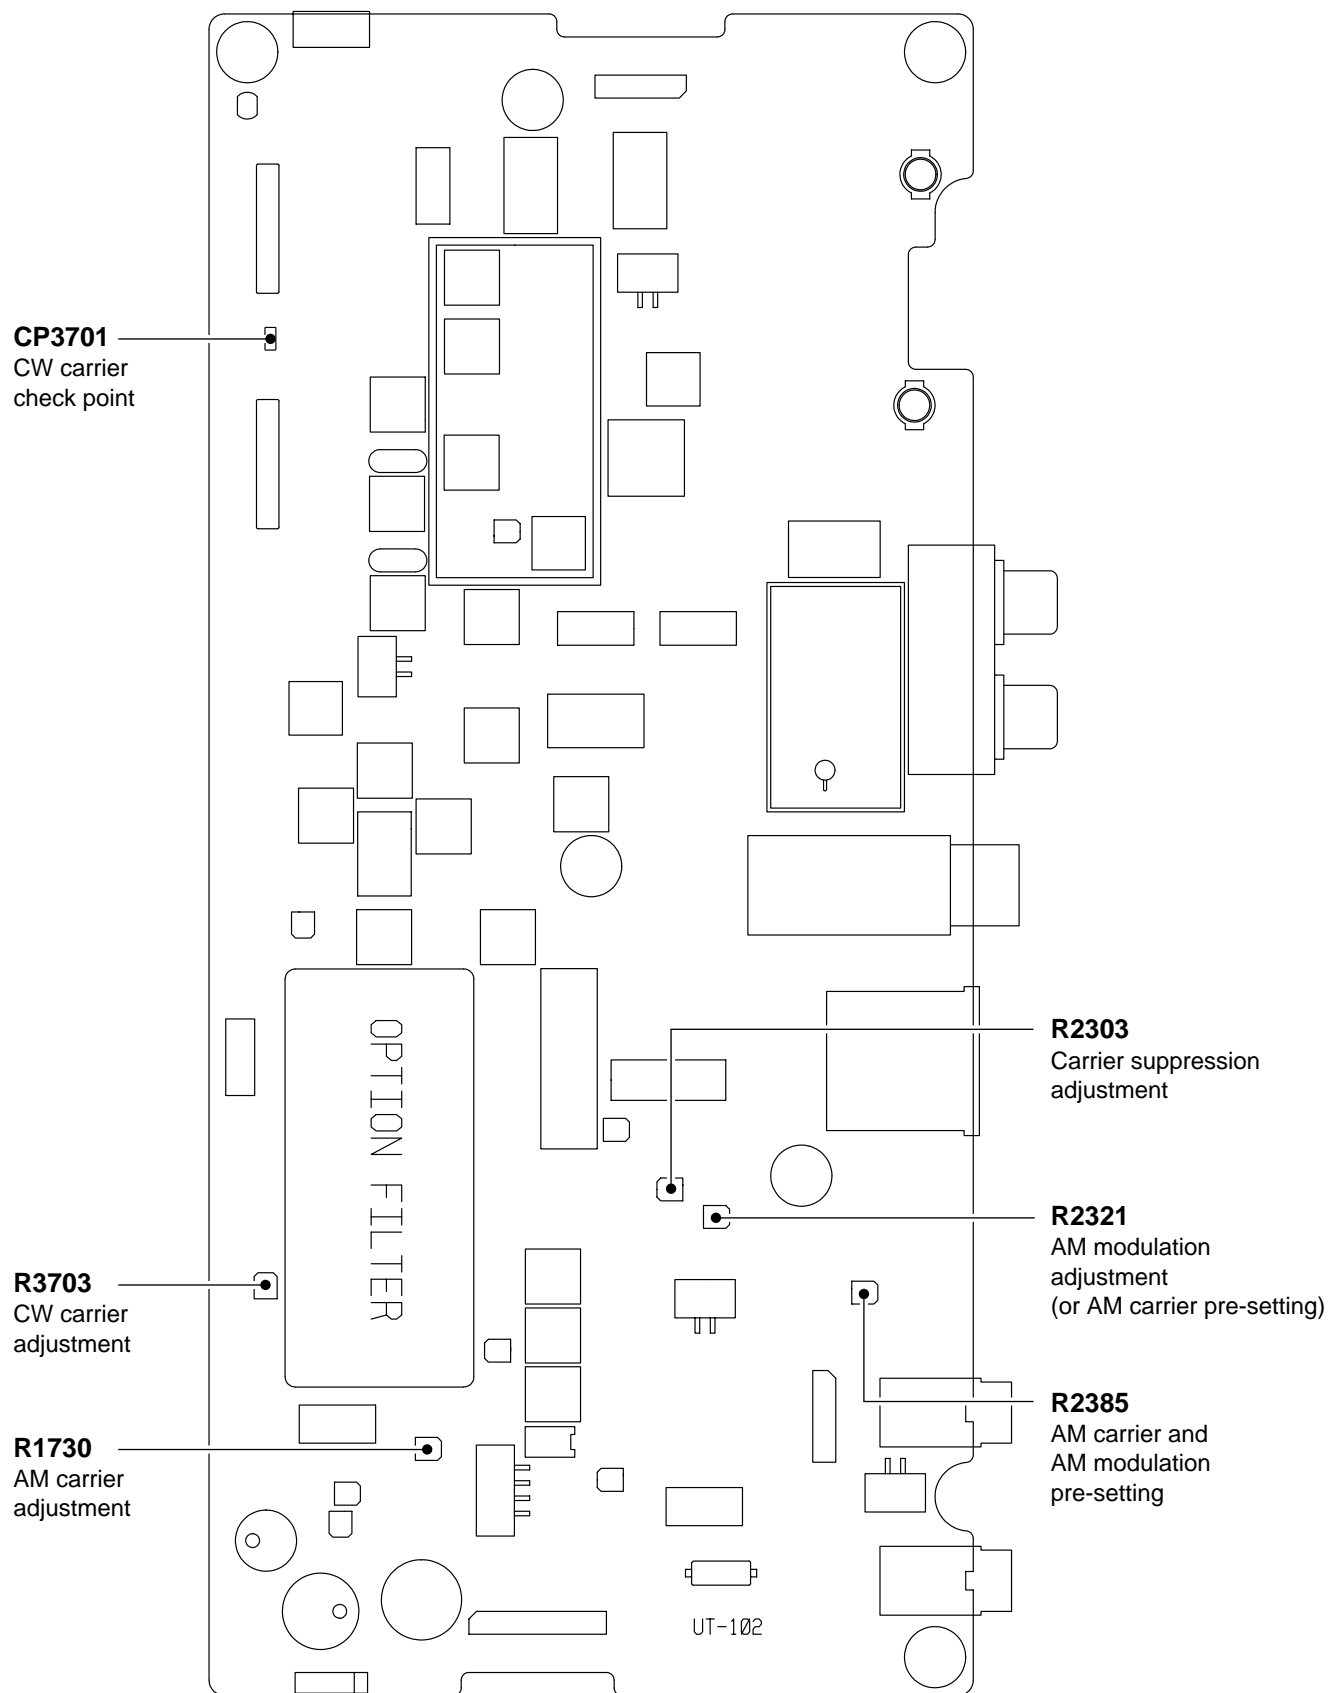 CP3701
CW carrier
check point
R2303
Carrier suppression
adjustment
OPTION FILTER
R2321
AM modulation
adjustment
(or AM carrier pre-setting)
R3703
CW carrier
adjustment
R2385
AM carrier and
AM modulation
pre-setting
R1730
AM carrier
adjustment
UT-102